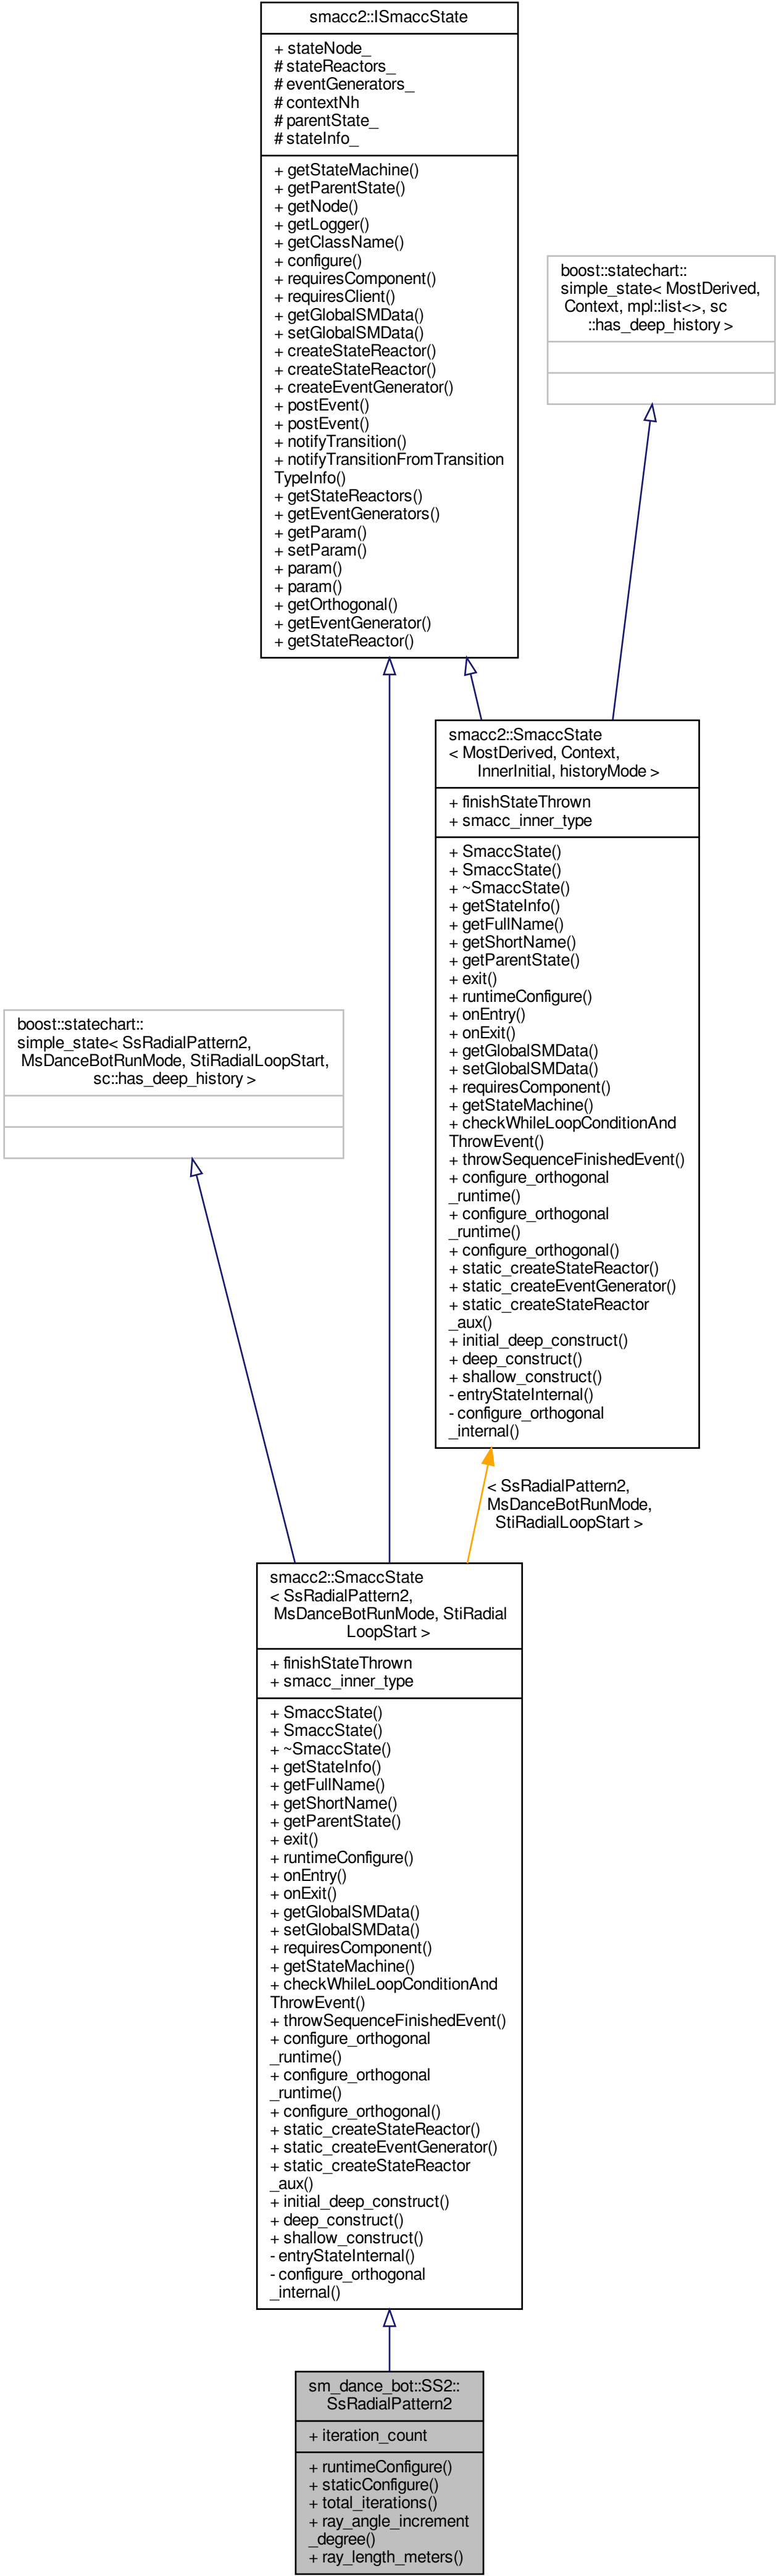 smacc2::ISmaccState
+ stateNode_
# stateReactors_
# eventGenerators_
# contextNh
# parentState_
# stateInfo_
+ getStateMachine()
+ getParentState()
+ getNode()
+ getLogger()
+ getClassName()
+ configure()
+ requiresComponent()
+ requiresClient()
+ getGlobalSMData()
+ setGlobalSMData()
+ createStateReactor()
+ createStateReactor()
+ createEventGenerator()
+ postEvent()
+ postEvent()
+ notifyTransition()
+ notifyTransitionFromTransition
TypeInfo()
+ getStateReactors()
+ getEventGenerators()
+ getParam()
+ setParam()
+ param()
+ param()
+ getOrthogonal()
+ getEventGenerator()
+ getStateReactor()
boost::statechart::
simple_state< MostDerived,
Context, mpl::list<>, sc
::has_deep_history >
smacc2::SmaccState
< MostDerived, Context,
InnerInitial, historyMode >
+ finishStateThrown
+ smacc_inner_type
+ SmaccState()
+ SmaccState()
+ ~SmaccState()
+ getStateInfo()
+ getFullName()
+ getShortName()
+ getParentState()
+ exit()
+ runtimeConfigure()
+ onEntry()
+ onExit()
+ getGlobalSMData()
+ setGlobalSMData()
+ requiresComponent()
+ getStateMachine()
+ checkWhileLoopConditionAnd
ThrowEvent()
+ throwSequenceFinishedEvent()
+ configure_orthogonal
_runtime()
+ configure_orthogonal
_runtime()
+ configure_orthogonal()
+ static_createStateReactor()
+ static_createEventGenerator()
+ static_createStateReactor
_aux()
+ initial_deep_construct()
+ deep_construct()
+ shallow_construct()
- entryStateInternal()
- configure_orthogonal
_internal()
boost::statechart::
simple_state< SsRadialPattern2,
MsDanceBotRunMode, StiRadialLoopStart,
sc::has_deep_history >
< SsRadialPattern2,
MsDanceBotRunMode,
StiRadialLoopStart >
smacc2::SmaccState
< SsRadialPattern2,
MsDanceBotRunMode, StiRadial
LoopStart >
+ finishStateThrown
+ smacc_inner_type
+ SmaccState()
+ SmaccState()
+ ~SmaccState()
+ getStateInfo()
+ getFullName()
+ getShortName()
+ getParentState()
+ exit()
+ runtimeConfigure()
+ onEntry()
+ onExit()
+ getGlobalSMData()
+ setGlobalSMData()
+ requiresComponent()
+ getStateMachine()
+ checkWhileLoopConditionAnd
ThrowEvent()
+ throwSequenceFinishedEvent()
+ configure_orthogonal
_runtime()
+ configure_orthogonal
_runtime()
+ configure_orthogonal()
+ static_createStateReactor()
+ static_createEventGenerator()
+ static_createStateReactor
_aux()
+ initial_deep_construct()
+ deep_construct()
+ shallow_construct()
- entryStateInternal()
- configure_orthogonal
_internal()
sm_dance_bot::SS2::
SsRadialPattern2
+ iteration_count
+ runtimeConfigure()
+ staticConfigure()
+ total_iterations()
+ ray_angle_increment
_degree()
+ ray_length_meters()